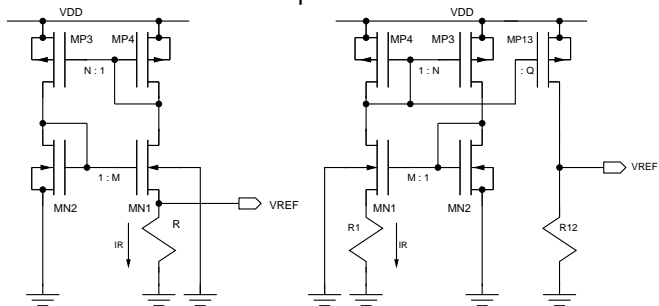 VDD
MP3
MP4
N : 1
1 : M
MN2
MN1
R
IR
VREF
VDD
MP4
MP3
MP13
1 : N
: Q
M : 1
MN1
MN2
R1
IR
R12
VREF